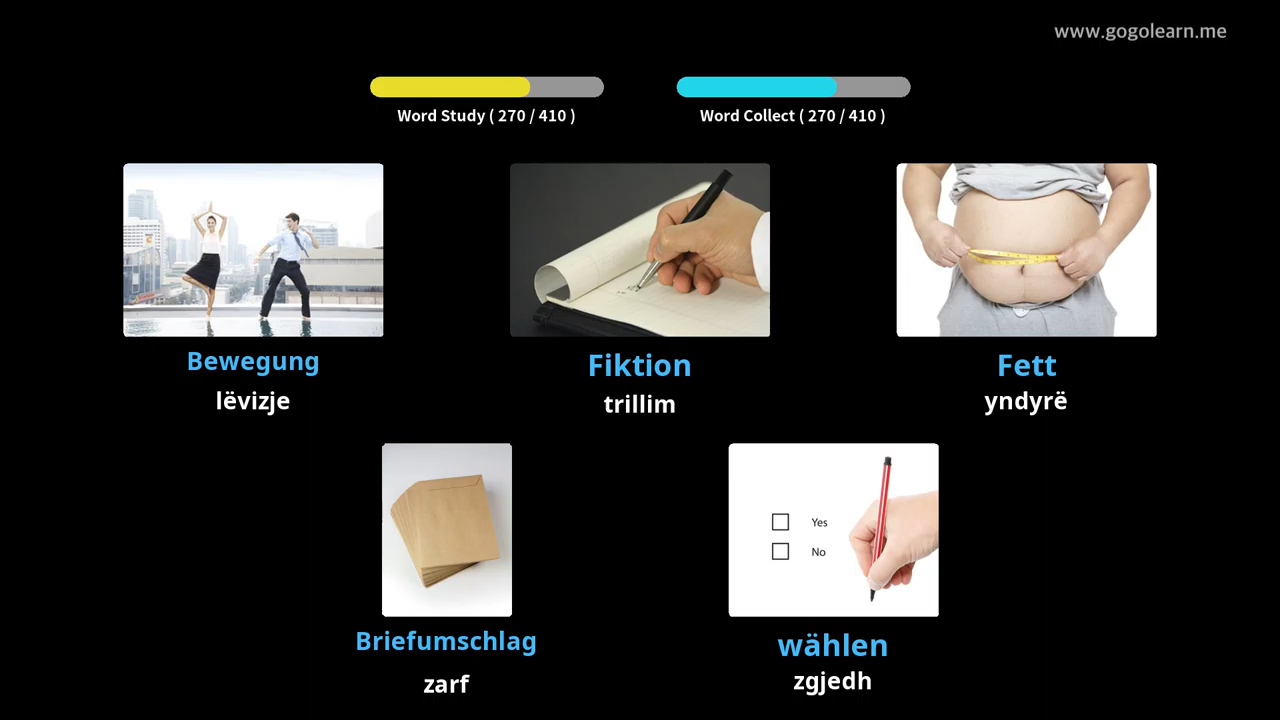 www.gogolearn.me
Word Study ( 270 / 410 )
Word Collect ( 270 / 410 )
Bewegung
lëvizje
Fiktion
trillim
Fett
yndyrë
Yes
No
Briefumschlag
zarf
wählen
zgjedh